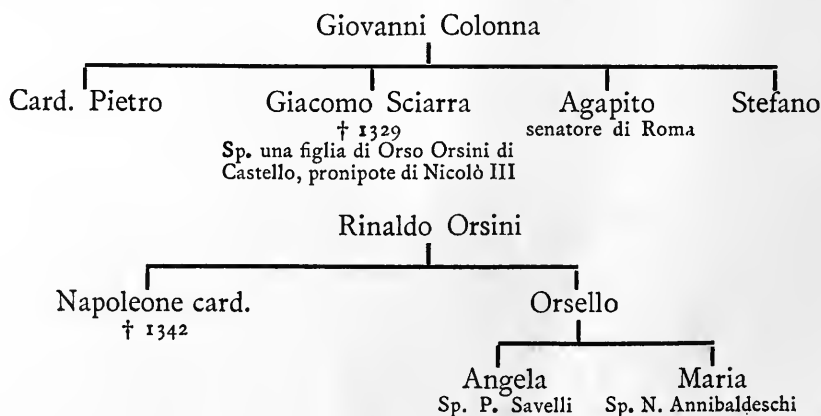 Giovanni Colonna
Card. Pietro Giacomo Sciarra Agapito Stefano
† 1329 senatore di Roma
Sp. una figlia di Orso Orsini di
Castello, pronipote di Nicolò III
Rinaldo Orsini
Napoleone card. Orsello
† 1342
Angela Maria
Sp. P. Savelli Sp. N. Annibaldeschi